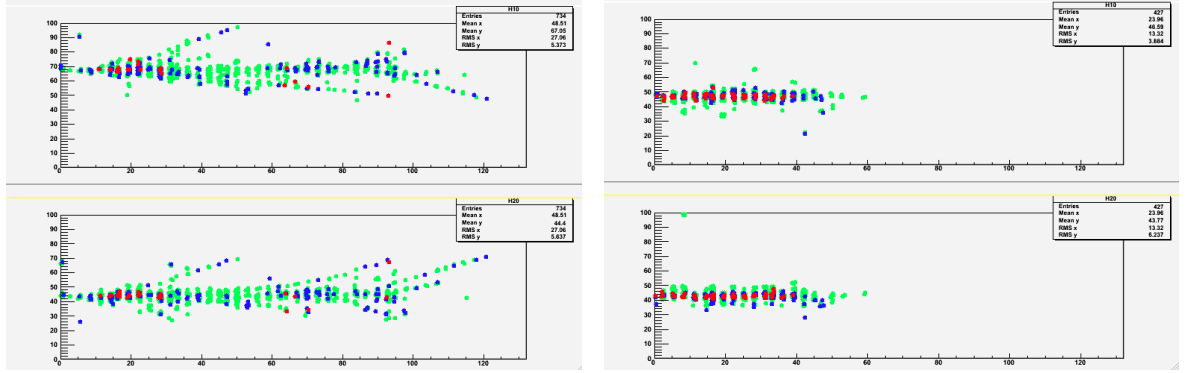 H10
Entries 734
Mean x 48.51
Mean y 67.05
RMS x 27.06
RMS y 5.373
100
90
80
70
60
50
40
30
20
10
0
0 20 40 60 80 100 120
H10
Entries 427
Mean x 23.96
Mean y 46.59
RMS x 13.32
RMS y 3.884
100
90
80
70
60
50
40
30
20
10
0
0 20 40 60 80 100 120
H20
Entries 734
Mean x 48.51
Mean y 44.4
RMS x 27.06
RMS y 5.637
100
90
80
70
60
50
40
30
20
10
0
0 20 40 60 80 100 120
H20
Entries 427
Mean x 23.96
Mean y 43.77
RMS x 13.32
RMS y 6.237
100
90
80
70
60
50
40
30
20
10
0
0 20 40 60 80 100 120